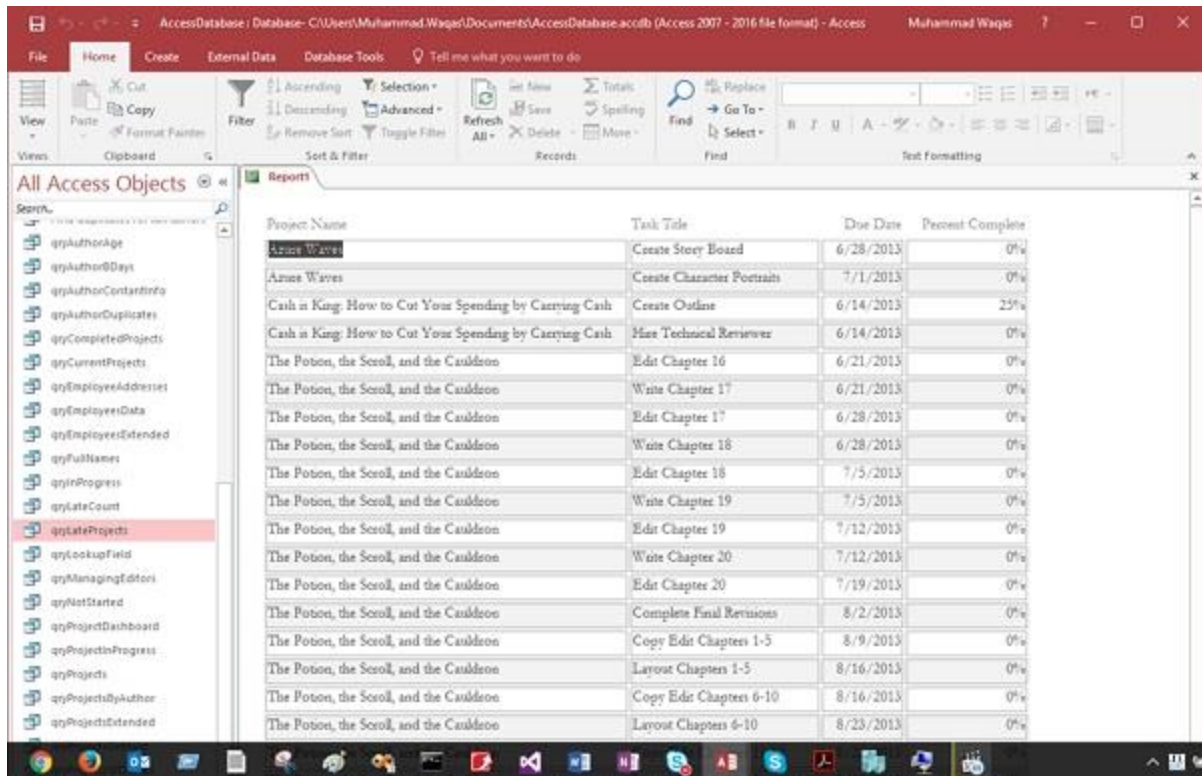 AccessDatabase : Database- C:\Users\Muhammad.Waqas\Documents\AccessDatabase.accdb (Access 2007 - 2016 file format) - Access Muhammad Waqas ?
File Home Create External Data Database Tools Tell me what you want to do
View Paste Cut Copy Format Painter
Filter Ascending Descending Remove Sort Selection Advanced Toggle Filter
Refresh All New Save Delete Totals Spelling More
Find Replace Go To Select
B I U A
Views Clipboard Sort & Filter Records Find Text Formatting
All Access Objects
Search..
qryAuthorAge
qryAuthorBDays
qryAuthorContantInfo
qryAuthorDuplicates
qryCompletedProjects
qryCurrentProjects
qryEmployeeAddresses
qryEmployeesData
qryEmployeesExtended
qryFullNames
qryInProgress
qryLateCount
qryLateProjects
qryLookupField
qryManagingEditors
qryNotStarted
qryProjectDashboard
qryProjectInProgress
qryProjects
qryProjectsByAuthor
qryProjectsExtended
Report1
Project Name Task Title Due Date Percent Complete
Azure Waves Create Story Board 6/28/2013 0%
Azure Waves Create Character Portraits 7/1/2013 0%
Cash is King: How to Cut Your Spending by Carrying Cash Create Outline 6/14/2013 25%
Cash is King: How to Cut Your Spending by Carrying Cash Hire Technical Reviewer 6/14/2013 0%
The Potion, the Scroll, and the Cauldron Edit Chapter 16 6/21/2013 0%
The Potion, the Scroll, and the Cauldron Write Chapter 17 6/21/2013 0%
The Potion, the Scroll, and the Cauldron Edit Chapter 17 6/28/2013 0%
The Potion, the Scroll, and the Cauldron Write Chapter 18 6/28/2013 0%
The Potion, the Scroll, and the Cauldron Edit Chapter 18 7/5/2013 0%
The Potion, the Scroll, and the Cauldron Write Chapter 19 7/5/2013 0%
The Potion, the Scroll, and the Cauldron Edit Chapter 19 7/12/2013 0%
The Potion, the Scroll, and the Cauldron Write Chapter 20 7/12/2013 0%
The Potion, the Scroll, and the Cauldron Edit Chapter 20 7/19/2013 0%
The Potion, the Scroll, and the Cauldron Complete Final Revisions 8/2/2013 0%
The Potion, the Scroll, and the Cauldron Copy Edit Chapters 1-5 8/9/2013 0%
The Potion, the Scroll, and the Cauldron Layout Chapters 1-5 8/16/2013 0%
The Potion, the Scroll, and the Cauldron Copy Edit Chapters 6-10 8/16/2013 0%
The Potion, the Scroll, and the Cauldron Layout Chapters 6-10 8/23/2013 0%